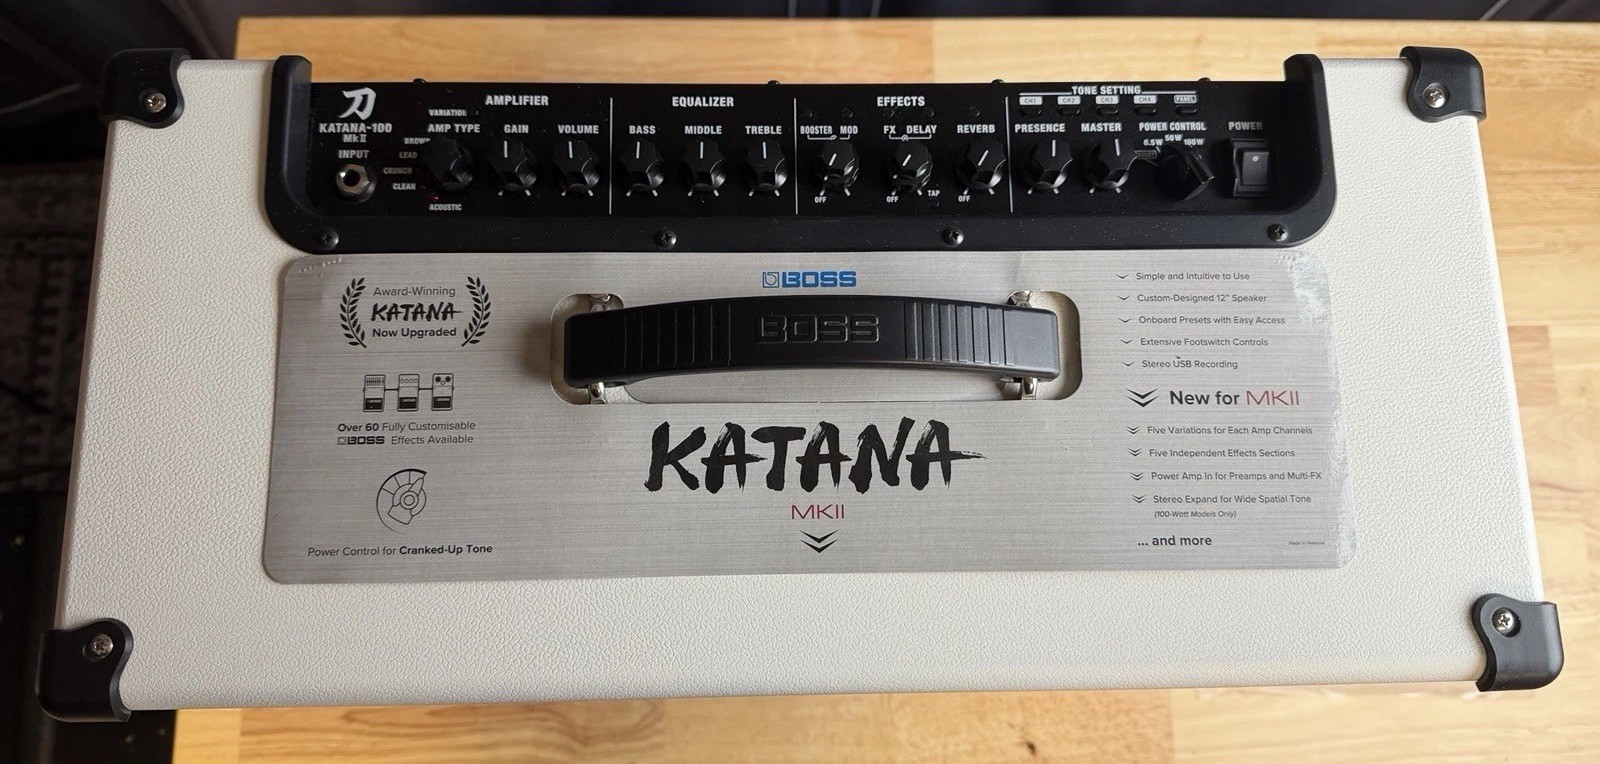 刀
KATANA-100
MkII
INPUT
VARIATION
AMPLIFIER
AMP TYPE
GAIN
VOLUME
BROWN
LEAD
CRUNCH
CLEAN
ACOUSTIC
EQUALIZER
BASS
MIDDLE
TREBLE
EFFECTS
BOOSTER
MOD
FX
DELAY
REVERB
OFF
OFF
TAP
OFF
TONE SETTING
CH1
CH2
CH3
CH4
PANEL
PRESENCE
MASTER
POWER CONTROL
0.5W
50W
100W
POWER
Award-Winning
KATANA
Now Upgraded
Over 60 Fully Customisable
BOSS Effects Available
Power Control for Cranked-Up Tone
BOSS
BOSS
KATANA
MKII
Simple and Intuitive to Use
Custom-Designed 12" Speaker
Onboard Presets with Easy Access
Extensive Footswitch Controls
Stereo USB Recording
New for MKII
Five Variations for Each Amp Channels
Five Independent Effects Sections
Power Amp In for Preamps and Multi-FX
Stereo Expand for Wide Spatial Tone
(100-Watt Models Only)
... and more
Made in Malaysia